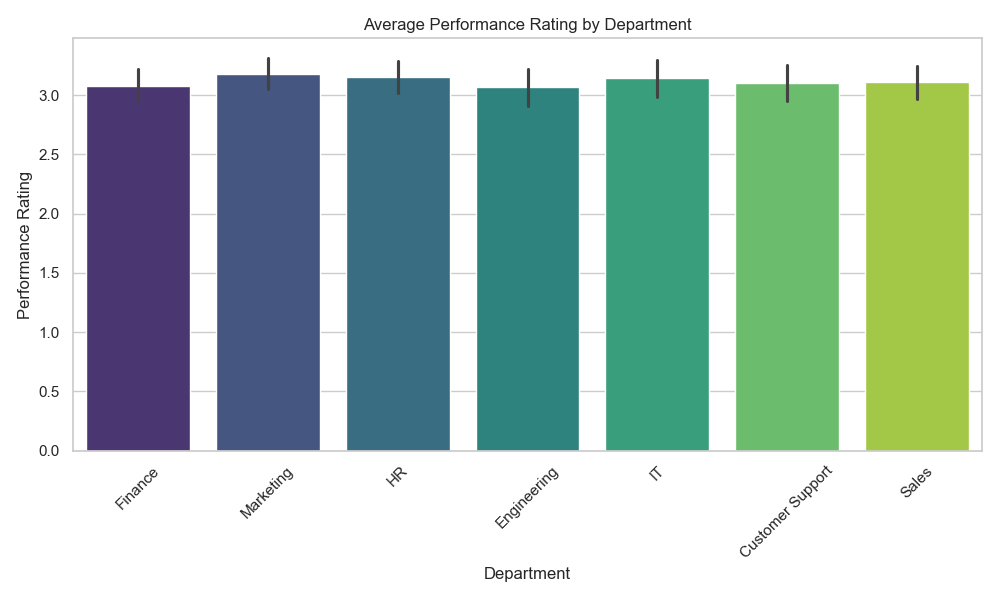 Average Performance Rating by Department
Performance Rating
3.0
2.5
2.0
1.5
1.0
0.5
0.0
Finance
Marketing
HR
Engineering
IT
Customer Support
Sales
Department